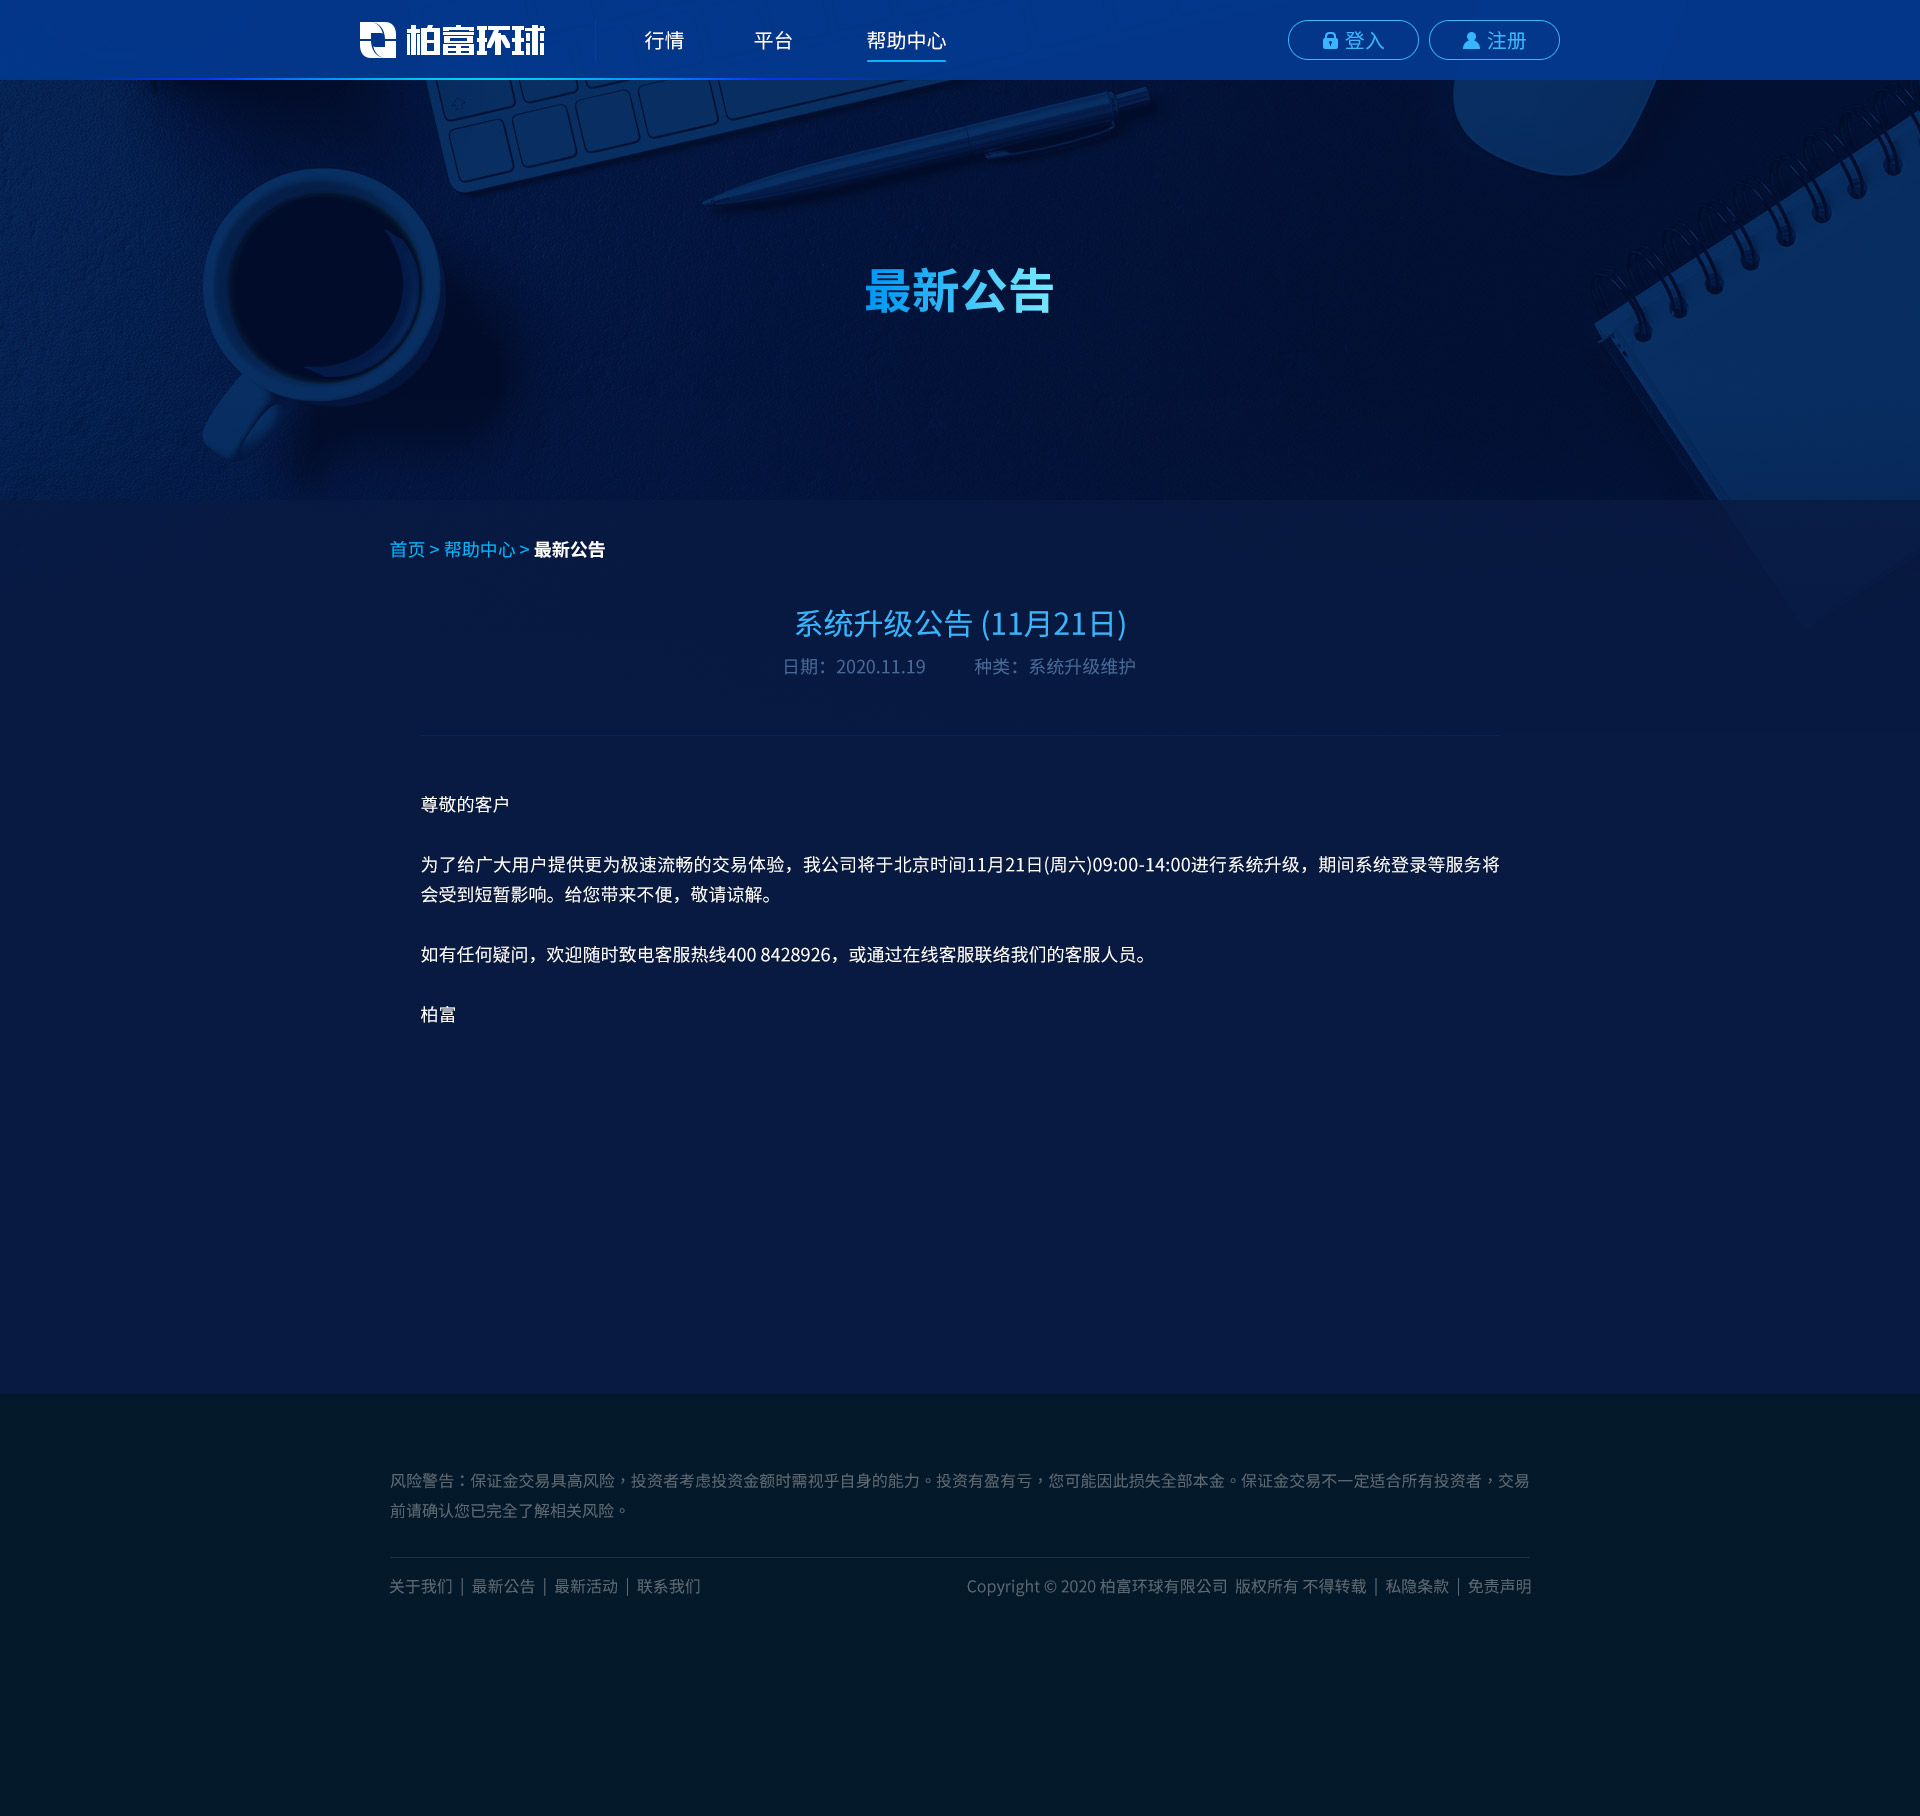 柏富环球
行情
平台
帮助中心
登入
注册
最新公告
首页 > 帮助中心 > 最新公告
系统升级公告 (11月21日)
日期：2020.11.19 种类：系统升级维护
尊敬的客户
为了给广大用户提供更为极速流畅的交易体验，我公司将于北京时间11月21日(周六)09:00-14:00进行系统升级，期间系统登录等服务将
会受到短暂影响。给您带来不便，敬请谅解。
如有任何疑问，欢迎随时致电客服热线400 8428926，或通过在线客服联络我们的客服人员。
柏富
风险警告：保证金交易具高风险，投资者考虑投资金额时需视乎自身的能力。投资有盈有亏，您可能因此损失全部本金。保证金交易不一定适合所有投资者，交易
前请确认您已完全了解相关风险。
关于我们 | 最新公告 | 最新活动 | 联系我们
Copyright © 2020 柏富环球有限公司 版权所有 不得转载 | 私隐条款 | 免责声明